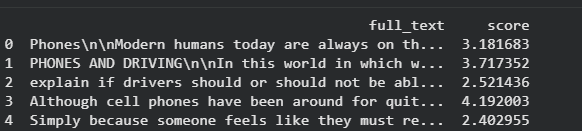 full_text score
0 Phones\n\nModern humans today are always on th... 3.181683
1 PHONES AND DRIVING\n\nIn this world in which w... 3.717352
2 explain if drivers should or should not be abl... 2.521436
3 Although cell phones have been around for quit... 4.192003
4 Simply because someone feels like they must re... 2.402955